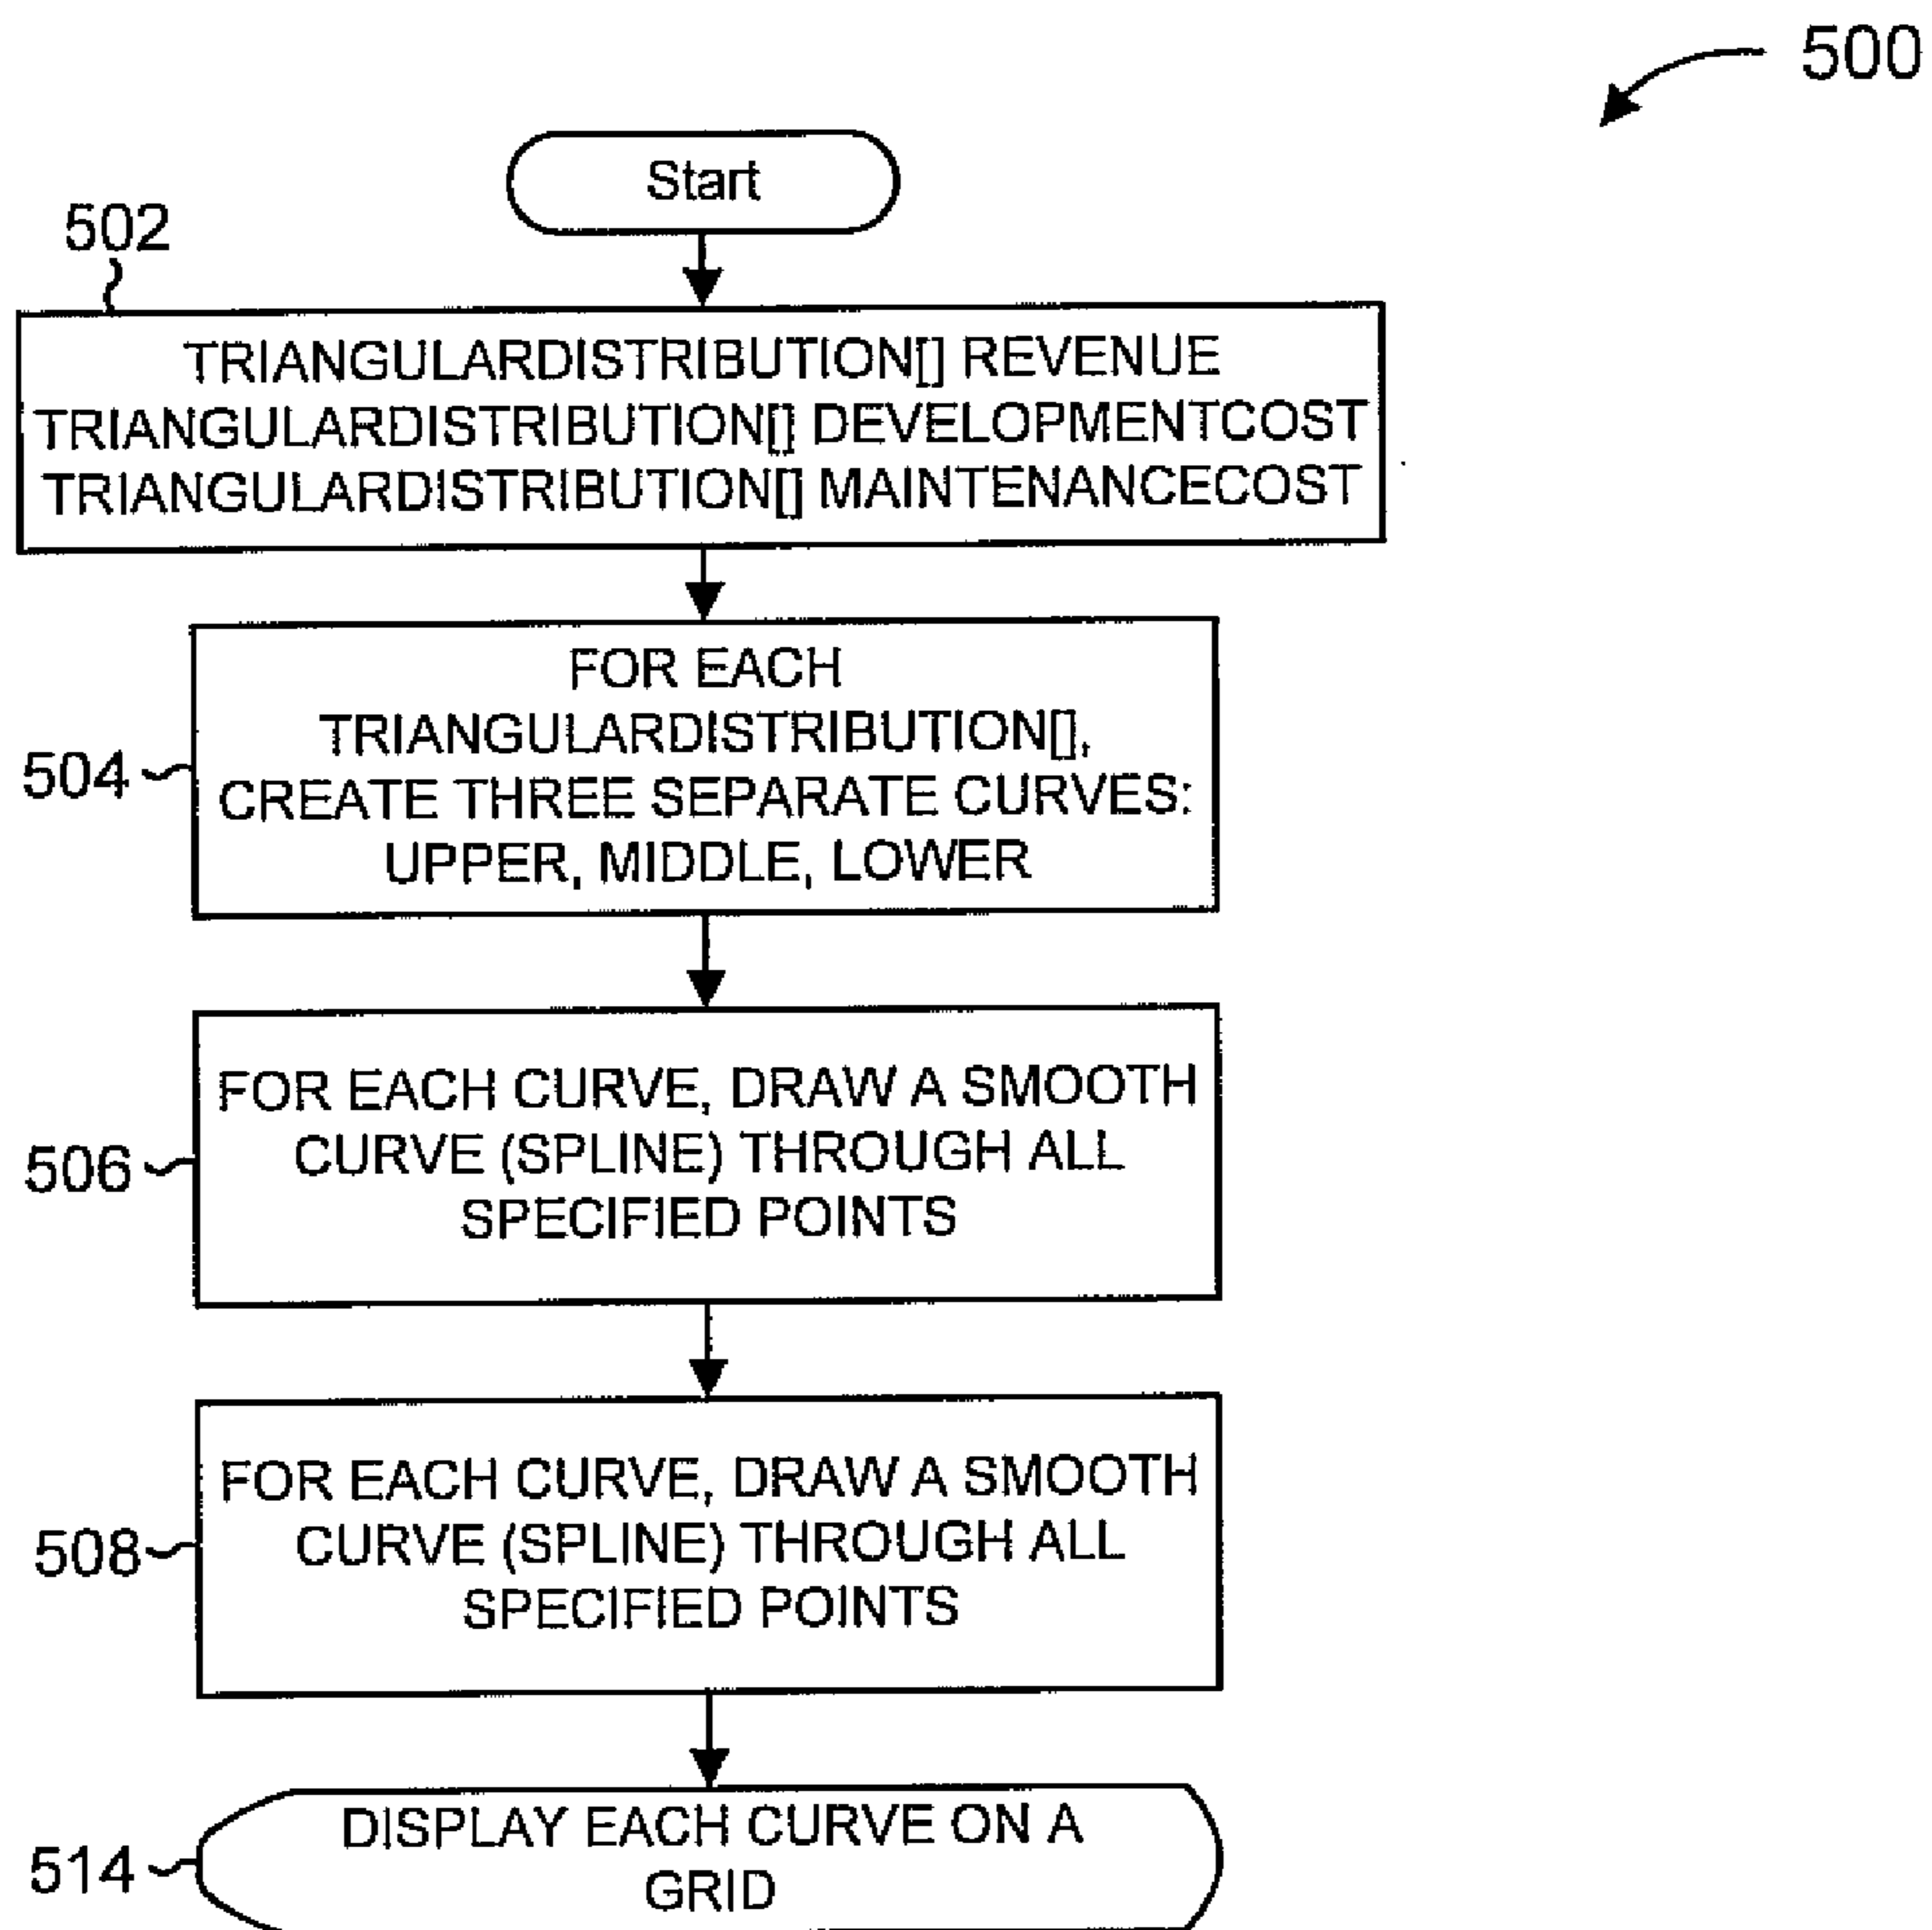 500
Start
502
TRIANGULARDISTRIBUTION[] REVENUE
TRIANGULARDISTRIBUTION[] DEVELOPMENTCOST
TRIANGULARDISTRIBUTION[] MAINTENANCECOST
504
FOR EACH
TRIANGULARDISTRIBUTION[],
CREATE THREE SEPARATE CURVES:
UPPER, MIDDLE, LOWER
506
FOR EACH CURVE, DRAW A SMOOTH
CURVE (SPLINE) THROUGH ALL
SPECIFIED POINTS
508
FOR EACH CURVE, DRAW A SMOOTH
CURVE (SPLINE) THROUGH ALL
SPECIFIED POINTS
514
DISPLAY EACH CURVE ON A
GRID